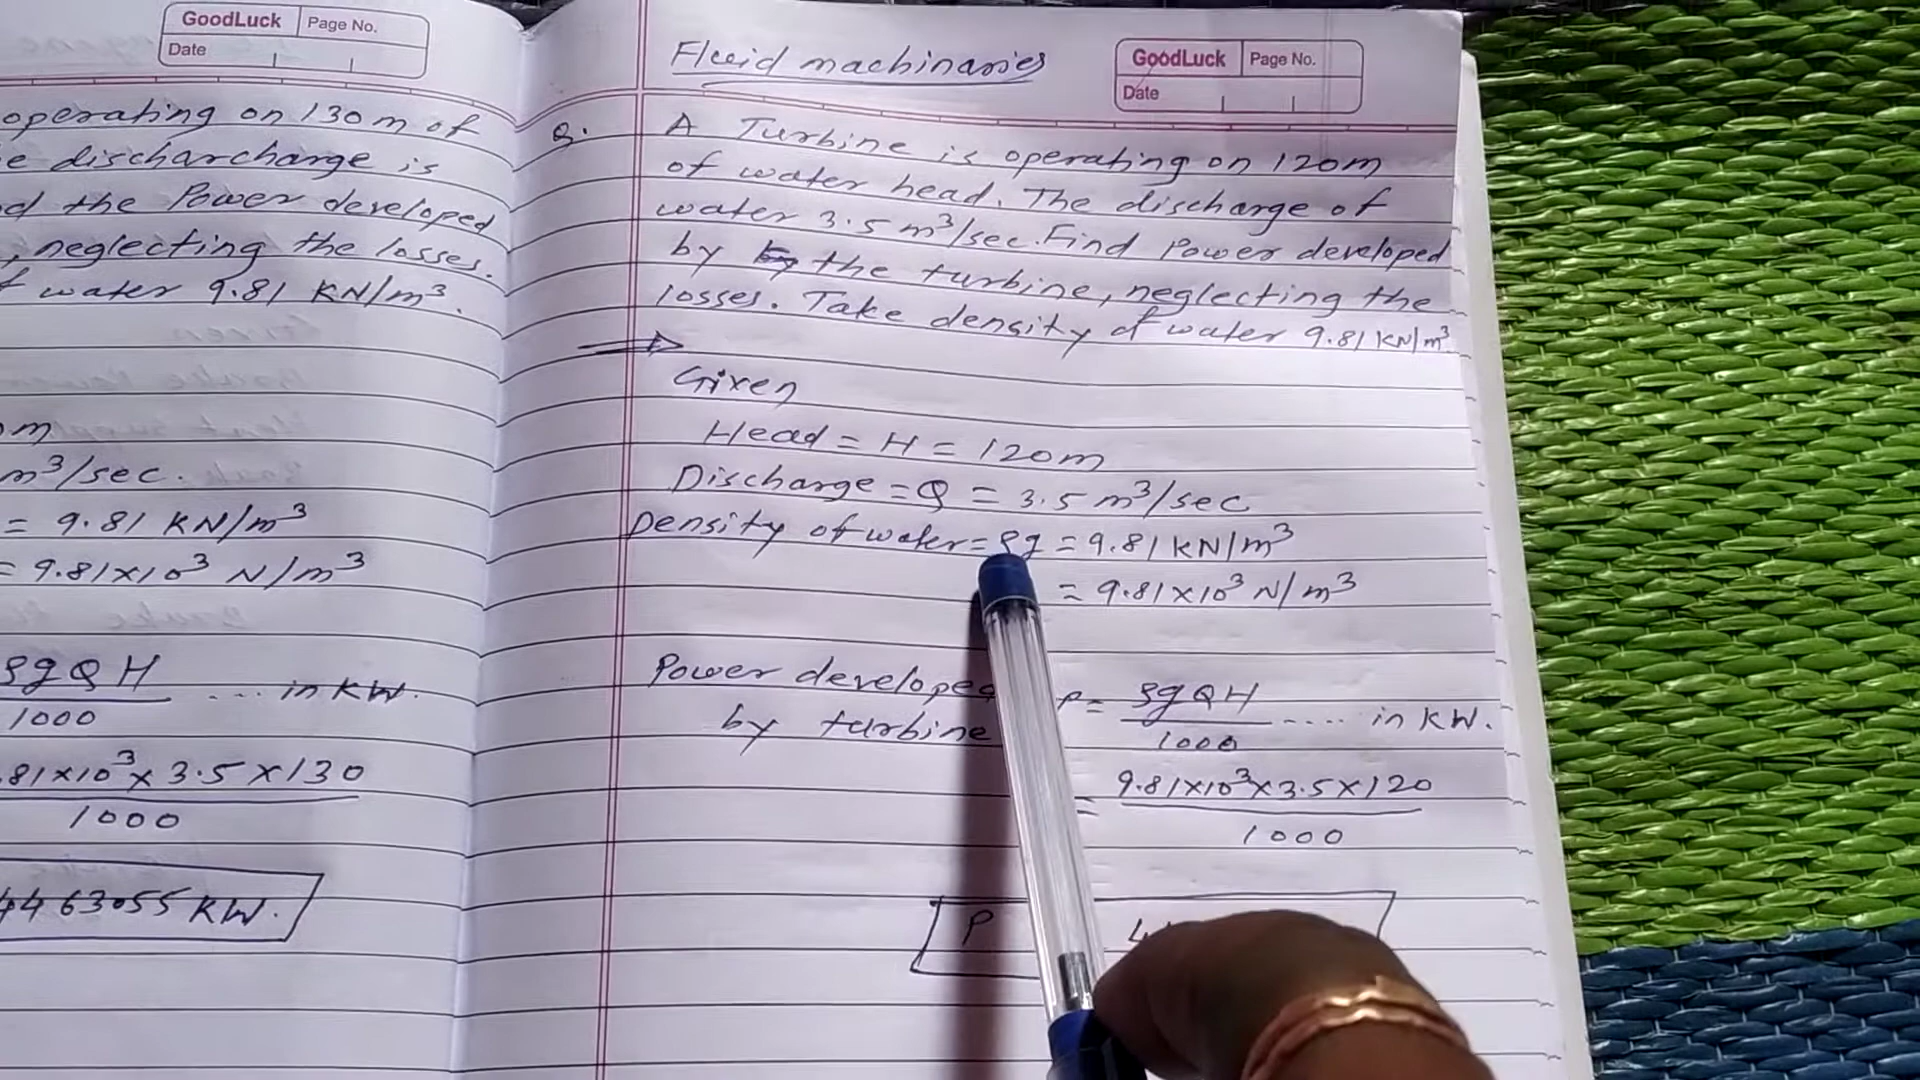 GoodLuck Page No.
Date
operating on 130 m of
e discharcharge is
d the Power developed
, neglecting the losses.
f water 9.81 KN/m³.
m
m³/sec.
= 9.81 KN/m³
= 9.81×10³ N/m³
ρgQH
1000 .... in KW.
81×10³× 3.5 ×130
1000
4463.055 KW.
Fluid machinaries
GoodLuck Page No.
Date
Q. A Turbine is operating on 120m
of water head. The discharge of
water 3.5 m³/sec. Find Power developed
by the turbine, neglecting the
losses. Take density of water 9.81 KN/m³
Given
Head = H = 120m
Discharge = Q = 3.5 m³/sec
Density of water = ρg = 9.81 KN/m³
= 9.81×10³ N/m³
Power developed P = ρgQH .... in KW.
by turbine 1000
= 9.81×10³×3.5×120
1000
P